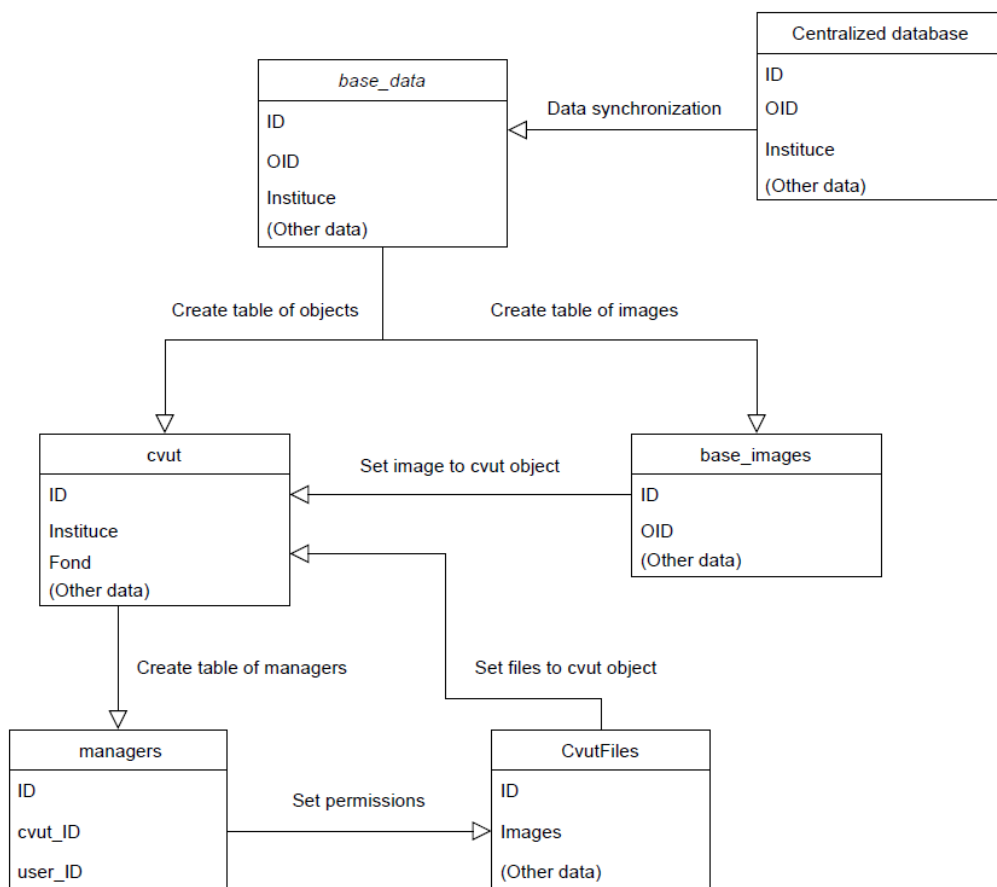 Centralized database
ID
OID
Instituce
(Other data)
base_data
ID
OID
Instituce
(Other data)
Data synchronization
Create table of objects
Create table of images
cvut
ID
Instituce
Fond
(Other data)
Set image to cvut object
base_images
ID
OID
(Other data)
Create table of managers
Set files to cvut object
managers
ID
cvut_ID
user_ID
Set permissions
CvutFiles
ID
Images
(Other data)